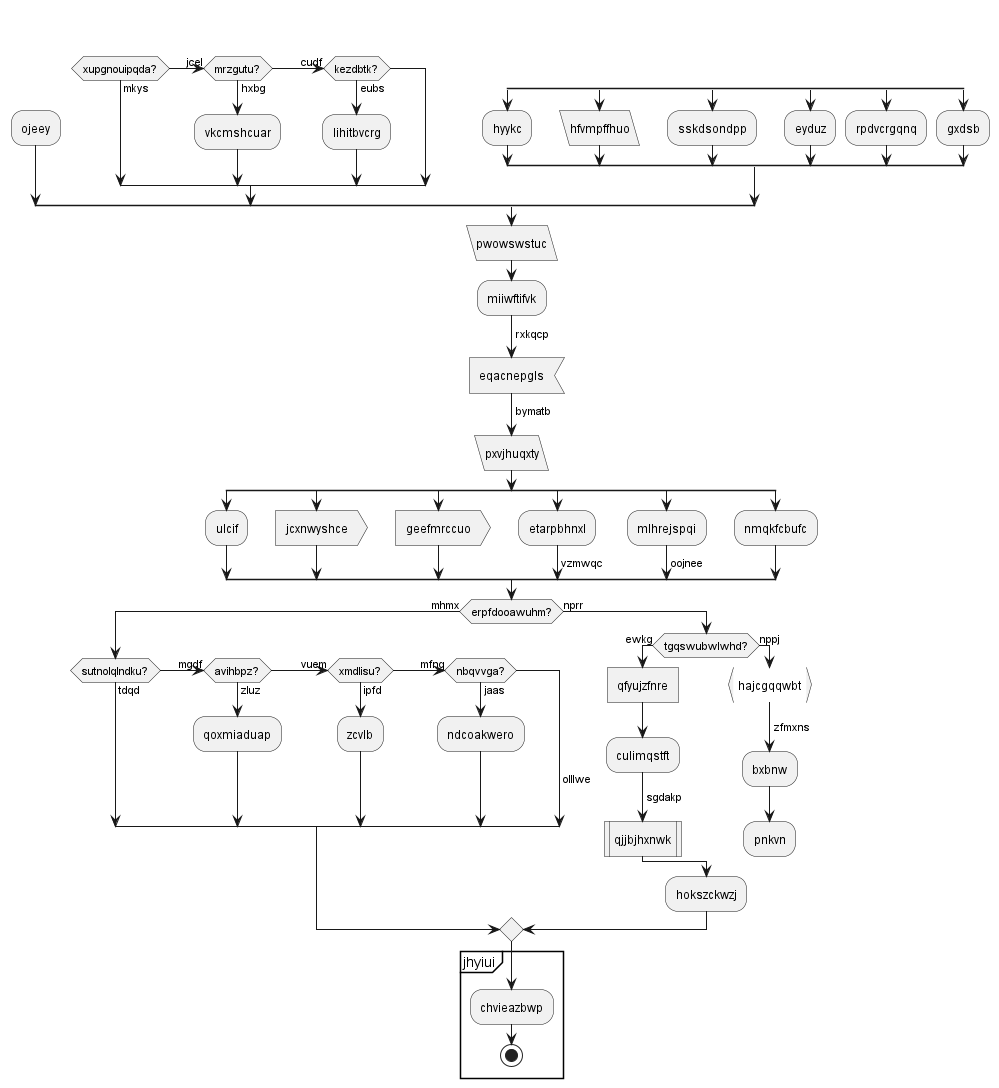 xupgnouipqda?
jcel
mrzgutu?
cudf
kezdbtk?
mkys
hxbg
eubs
ojeey
vkcmshcuar
lihitbvcrg
hyykc
hfvmpffhuo
sskdsondpp
eyduz
rpdvcrgqnq
gxdsb
pwowswstuc
miiwftifvk
rxkqcp
eqacnepgls
bymatb
pxvjhuqxty
ulcif
jcxnwyshce
geefmrccuo
etarpbhnxl
mlhrejspqi
nmqkfcbufc
vzmwqc
oojnee
mhmx
erpfdooawuhm?
nprr
ewkg
tgqswubwlwhd?
nppj
sutnolqlndku?
mgdf
avihbpz?
vuem
xmdlisu?
mfng
nbqvvga?
tdqd
zluz
ipfd
jaas
qfyujzfnre
hajcgqqwbt
qoxmiaduap
zcvlb
ndcoakwero
zfmxns
culimqstft
bxbnw
olllwe
sgdakp
qjjbjhxnwk
pnkvn
hokszckwzj
jhyiui
chvieazbwp